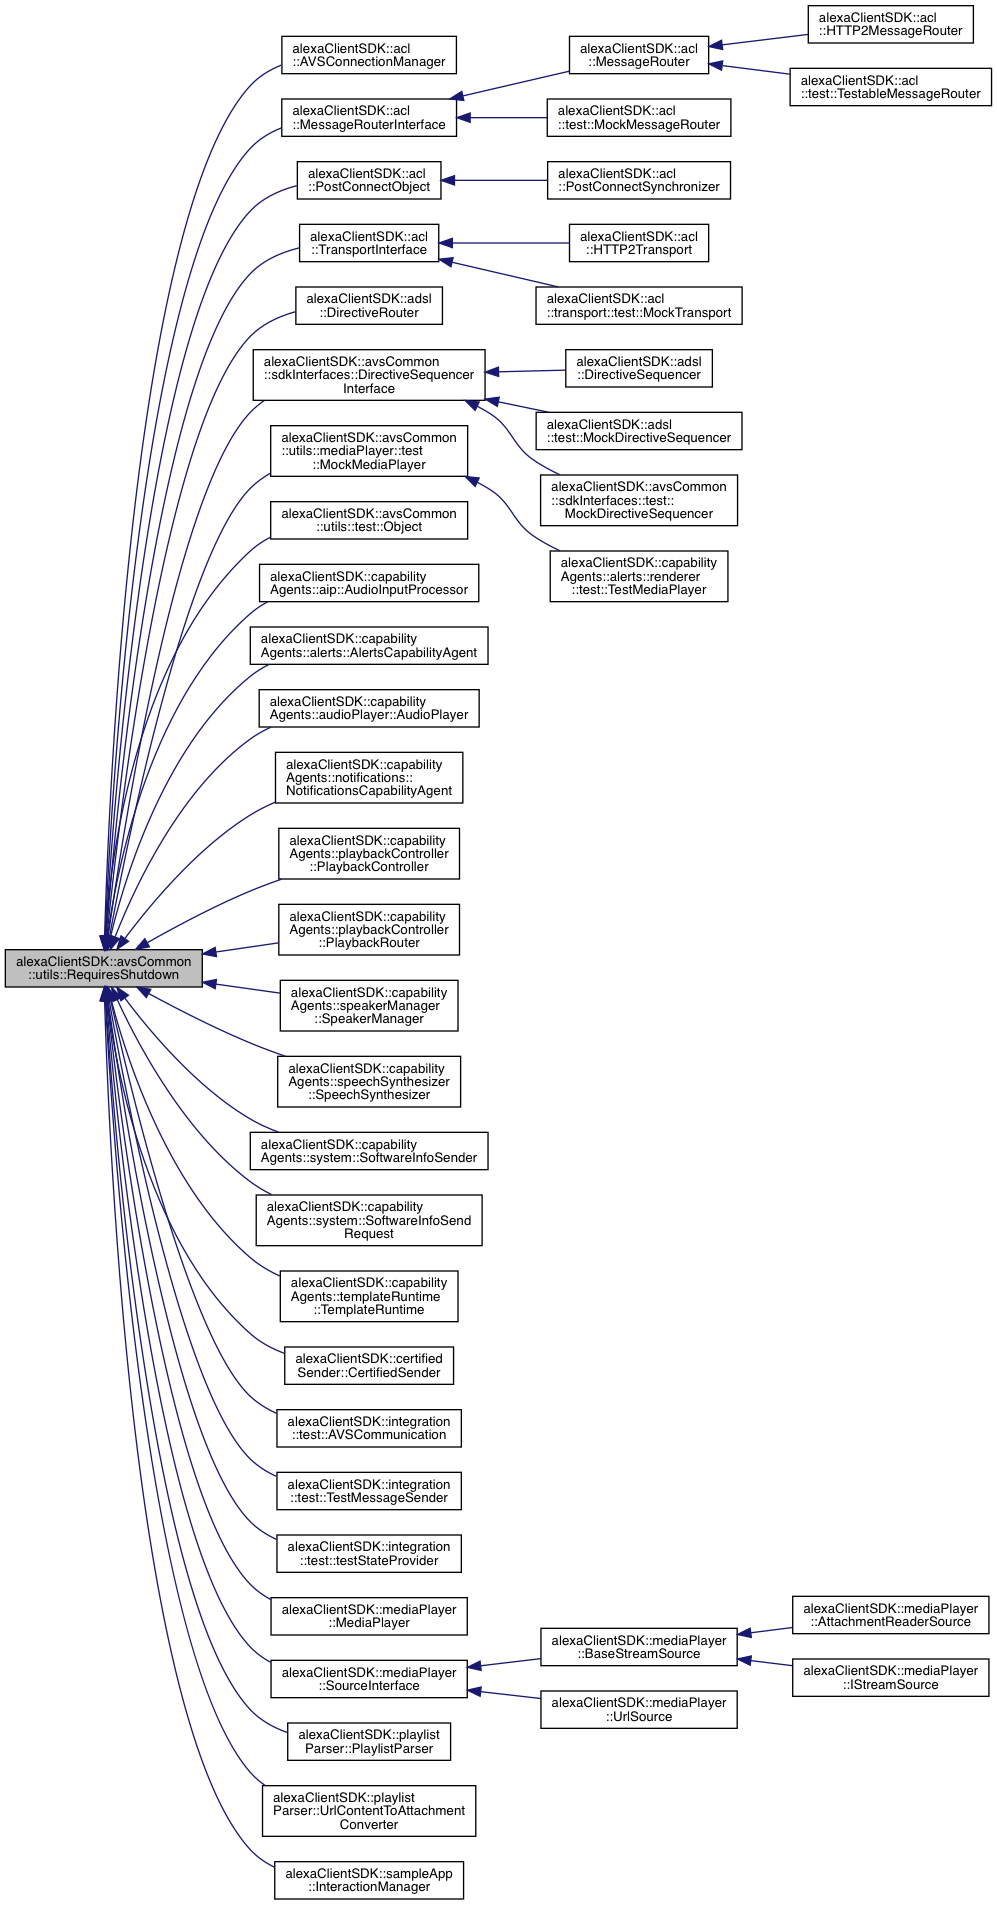 alexaClientSDK::avsCommon
::utils::RequiresShutdown
alexaClientSDK::acl
::AVSConnectionManager
alexaClientSDK::acl
::MessageRouterInterface
alexaClientSDK::acl
::PostConnectObject
alexaClientSDK::acl
::TransportInterface
alexaClientSDK::adsl
::DirectiveRouter
alexaClientSDK::avsCommon
::sdkInterfaces::DirectiveSequencer
Interface
alexaClientSDK::avsCommon
::utils::mediaPlayer::test
::MockMediaPlayer
alexaClientSDK::avsCommon
::utils::test::Object
alexaClientSDK::capability
Agents::aip::AudioInputProcessor
alexaClientSDK::capability
Agents::alerts::AlertsCapabilityAgent
alexaClientSDK::capability
Agents::audioPlayer::AudioPlayer
alexaClientSDK::capability
Agents::notifications::
NotificationsCapabilityAgent
alexaClientSDK::capability
Agents::playbackController
::PlaybackController
alexaClientSDK::capability
Agents::playbackController
::PlaybackRouter
alexaClientSDK::capability
Agents::speakerManager
::SpeakerManager
alexaClientSDK::capability
Agents::speechSynthesizer
::SpeechSynthesizer
alexaClientSDK::capability
Agents::system::SoftwareInfoSender
alexaClientSDK::capability
Agents::system::SoftwareInfoSend
Request
alexaClientSDK::capability
Agents::templateRuntime
::TemplateRuntime
alexaClientSDK::certified
Sender::CertifiedSender
alexaClientSDK::integration
::test::AVSCommunication
alexaClientSDK::integration
::test::TestMessageSender
alexaClientSDK::integration
::test::testStateProvider
alexaClientSDK::mediaPlayer
::MediaPlayer
alexaClientSDK::mediaPlayer
::SourceInterface
alexaClientSDK::playlist
Parser::PlaylistParser
alexaClientSDK::playlist
Parser::UrlContentToAttachment
Converter
alexaClientSDK::sampleApp
::InteractionManager
alexaClientSDK::acl
::MessageRouter
alexaClientSDK::acl
::test::MockMessageRouter
alexaClientSDK::acl
::PostConnectSynchronizer
alexaClientSDK::acl
::HTTP2Transport
alexaClientSDK::acl
::transport::test::MockTransport
alexaClientSDK::adsl
::DirectiveSequencer
alexaClientSDK::adsl
::test::MockDirectiveSequencer
alexaClientSDK::avsCommon
::sdkInterfaces::test::
MockDirectiveSequencer
alexaClientSDK::capability
Agents::alerts::renderer
::test::TestMediaPlayer
alexaClientSDK::mediaPlayer
::BaseStreamSource
alexaClientSDK::mediaPlayer
::UrlSource
alexaClientSDK::acl
::HTTP2MessageRouter
alexaClientSDK::acl
::test::TestableMessageRouter
alexaClientSDK::mediaPlayer
::AttachmentReaderSource
alexaClientSDK::mediaPlayer
::IStreamSource